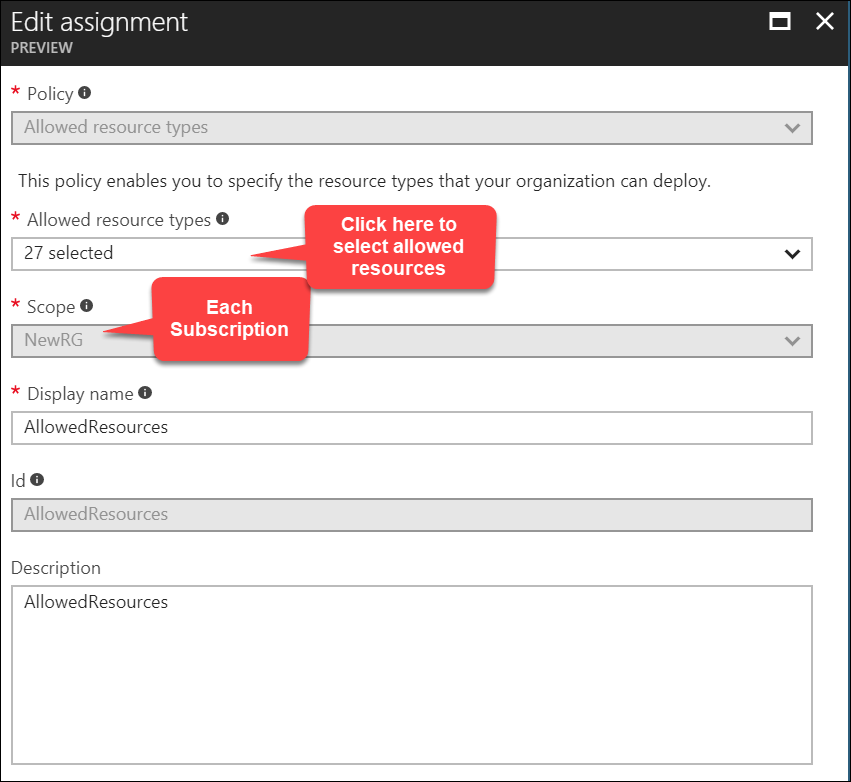 Edit assignment
PREVIEW
* Policy
Allowed resource types
This policy enables you to specify the resource types that your organization can deploy.
* Allowed resource types
27 selected
Click here to
select allowed
resources
* Scope
NewRG
Each
Subscription
* Display name
AllowedResources
Id
AllowedResources
Description
AllowedResources